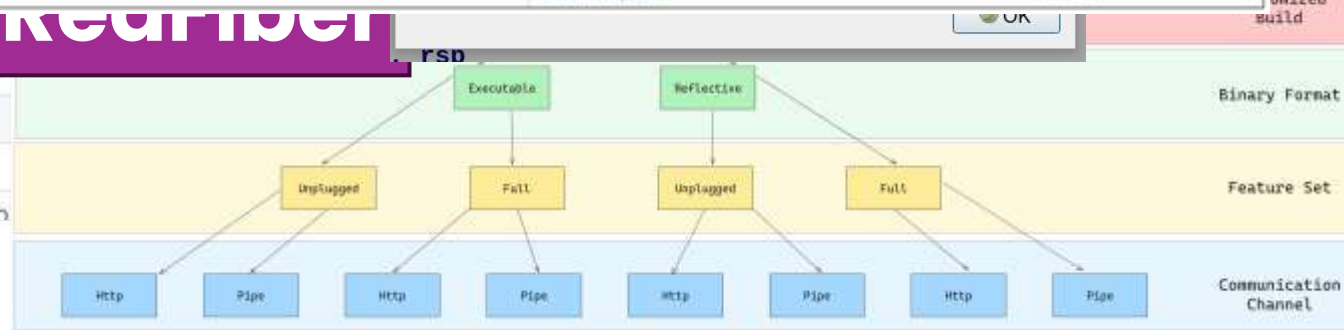 RedFiber
OK
Build
, rsp
Executable
Reflective
Binary Format
Unplugged
Full
Unplugged
Full
Feature Set
Http
Pipe
Http
Pipe
Http
Pipe
Http
Pipe
Communication
Channel